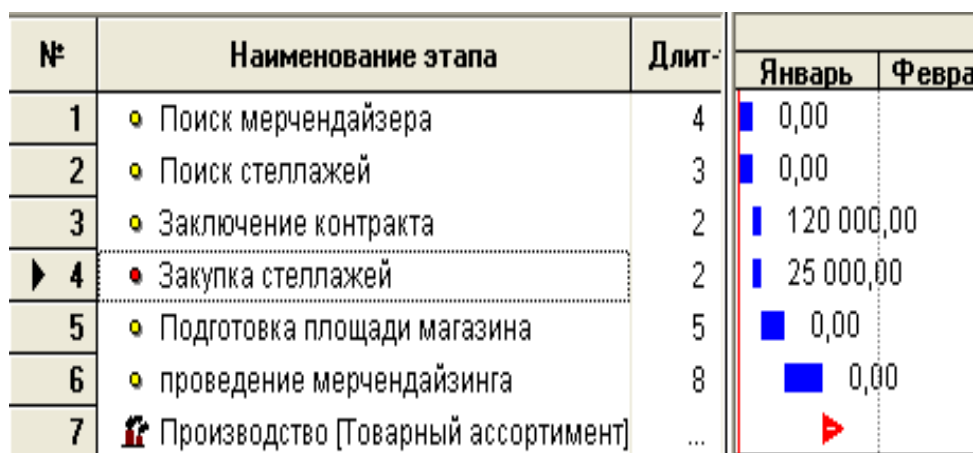 № Наименование этапа Длит- Январь Февра
1 Поиск мерчендайзера 4 0,00
2 Поиск стеллажей 3 0,00
3 Заключение контракта 2 120 000,00
4 Закупка стеллажей 2 25 000,00
5 Подготовка площади магазина 5 0,00
6 проведение мерчендайзинга 8 0,00
7 Производство [Товарный ассортимент] ...